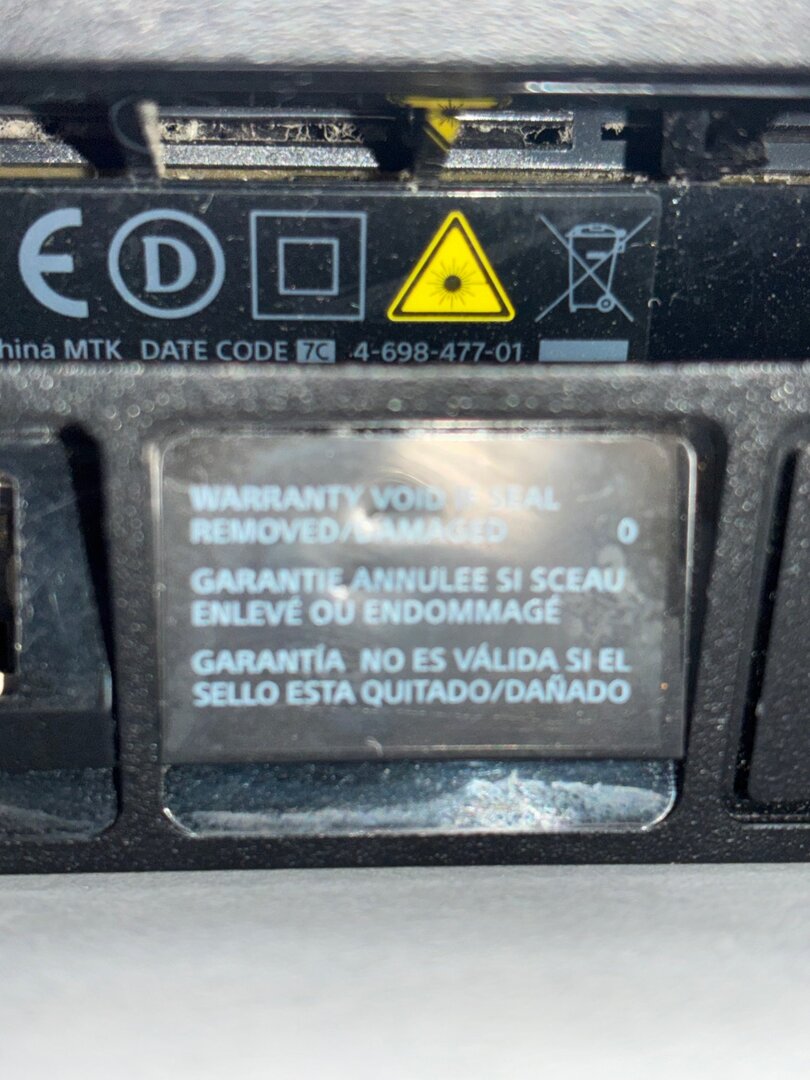 CE D
hina MTK DATE CODE 7C 4-698-477-01
WARRANTY VOID IF SEAL
REMOVED/DAMAGED 0
GARANTIE ANNULEE SI SCEAU
ENLEVÉ OU ENDOMMAGÉ
GARANTÍA NO ES VÁLIDA SI EL
SELLO ESTA QUITADO/DAÑADO